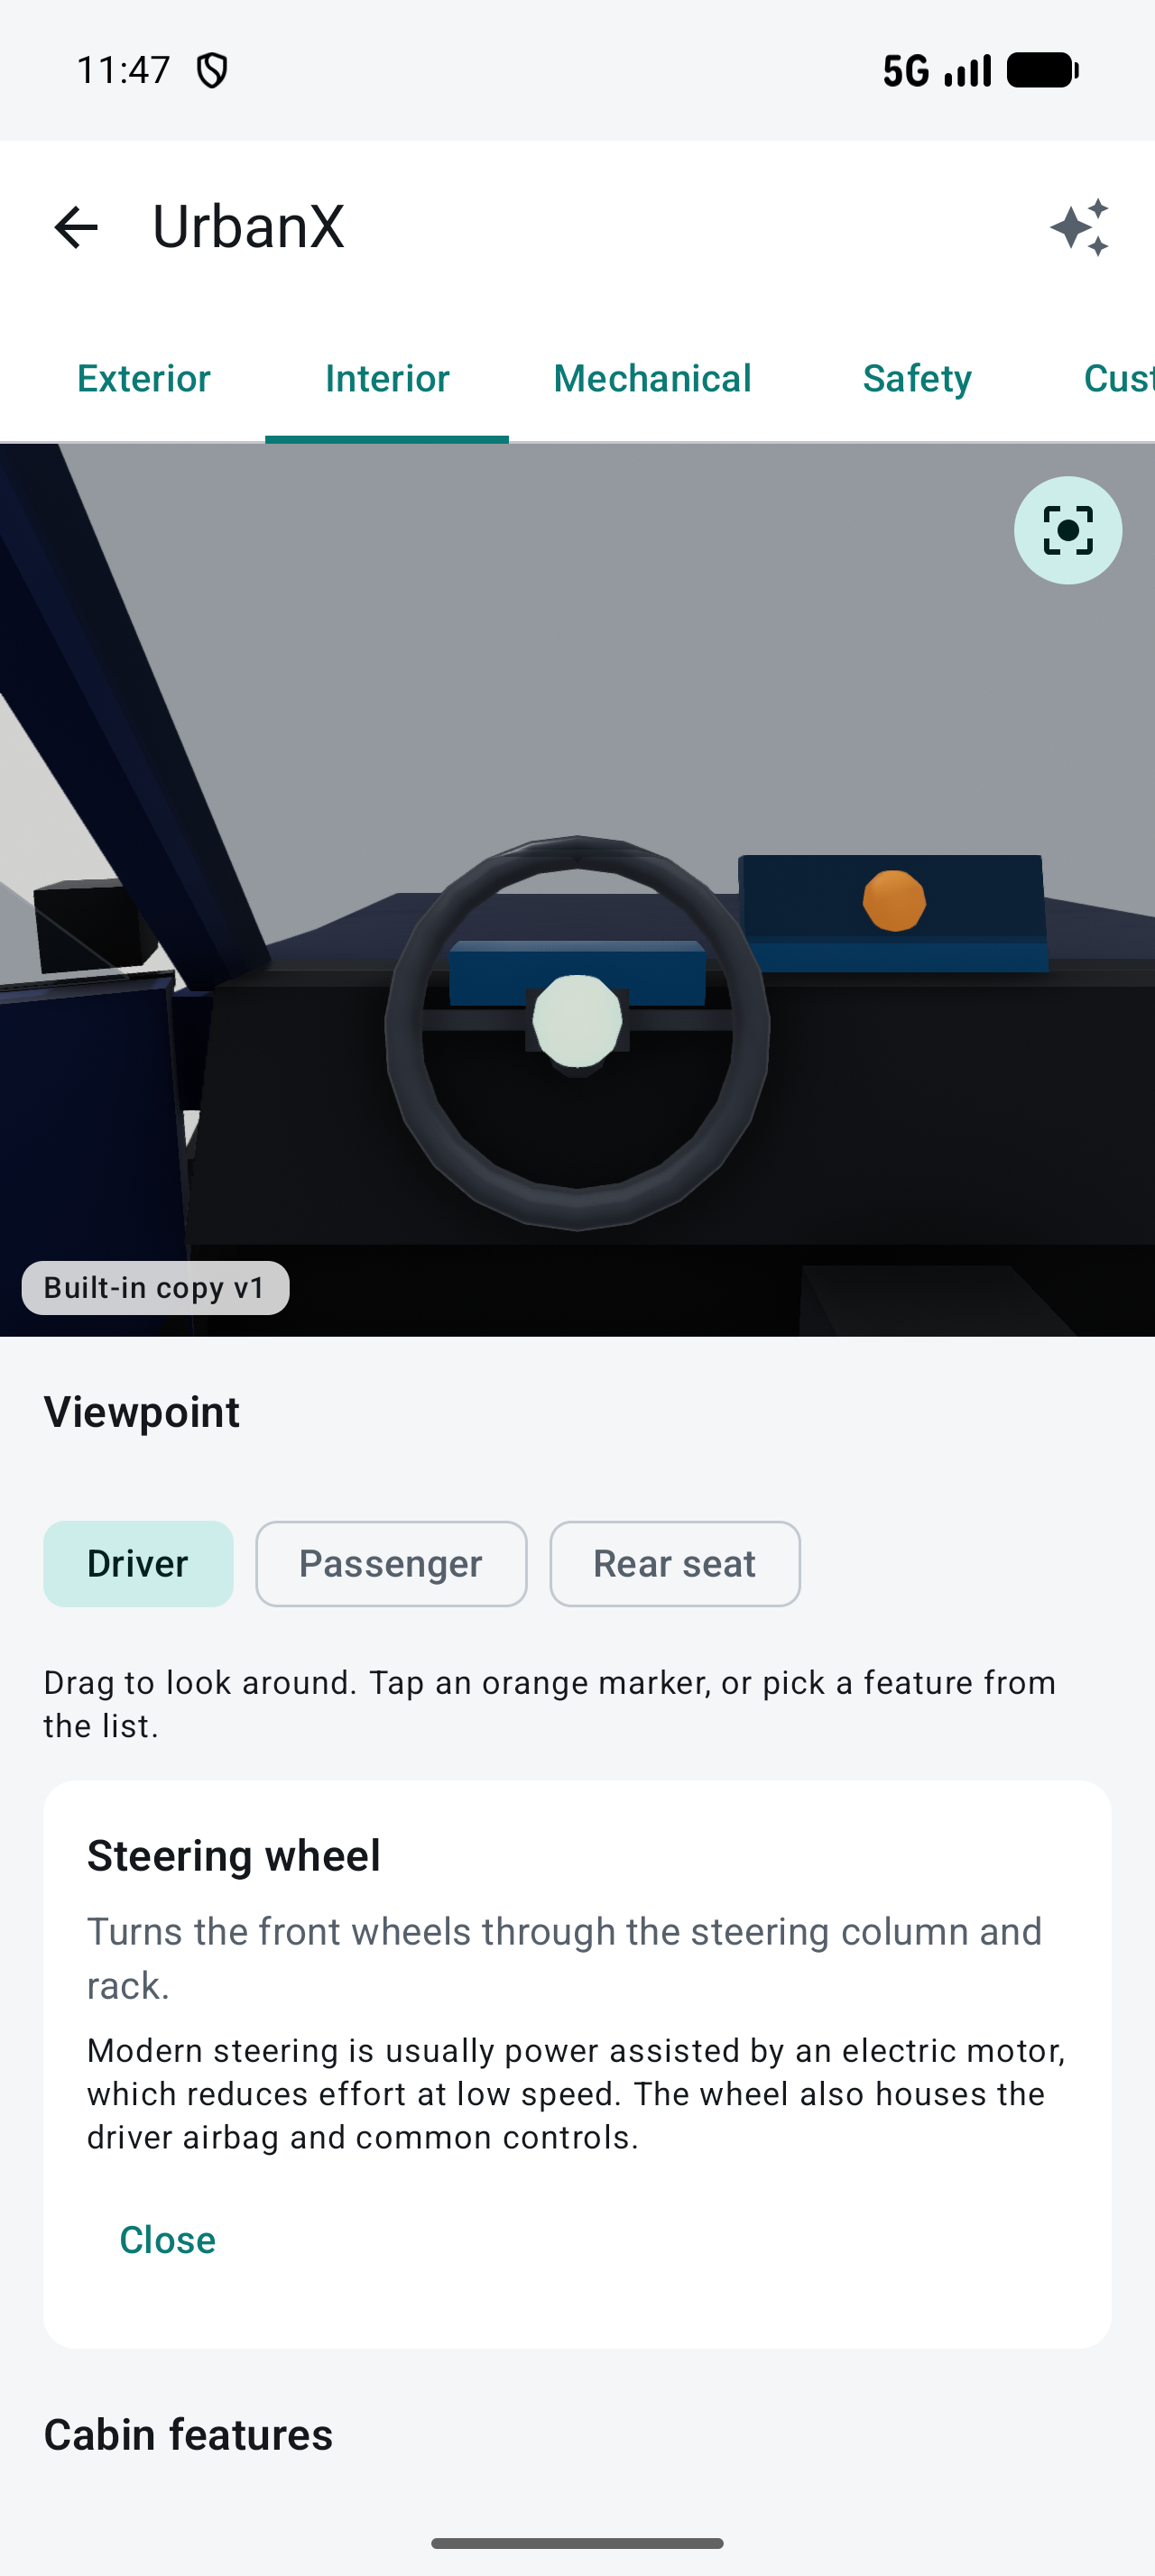 11:47
5G
UrbanX
Exterior
Interior
Mechanical
Safety
Cust
Built-in copy v1
Viewpoint
Driver
Passenger
Rear seat
Drag to look around. Tap an orange marker, or pick a feature from
the list.
Steering wheel
Turns the front wheels through the steering column and
rack.
Modern steering is usually power assisted by an electric motor,
which reduces effort at low speed. The wheel also houses the
driver airbag and common controls.
Close
Cabin features